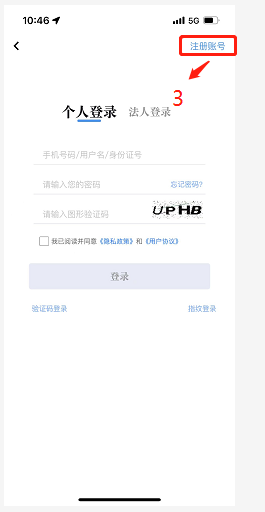 10:46 5G
注册账号
3
个人登录 法人登录
手机号码/用户名/身份证号
请输入您的密码 忘记密码?
请输入图形验证码 UPHB
我已阅读并同意《隐私政策》和《用户协议》
登录
验证码登录 指纹登录